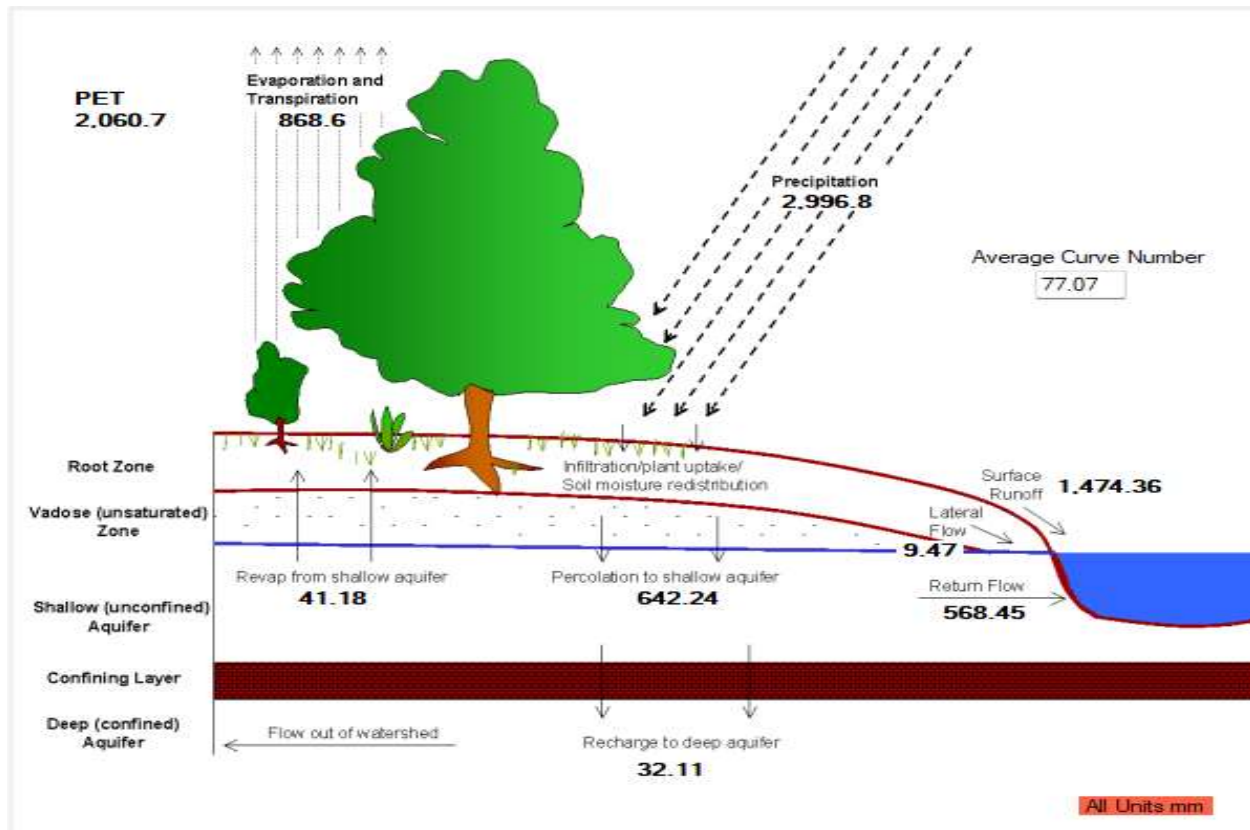 PET
2,060.7
Evaporation and
Transpiration
868.6
Precipitation
2,996.8
Average Curve Number
77.07
Root Zone
Infiltration/plant uptake/
Soil moisture redistribution
Surface
Runoff
1,474.36
Vadose (unsaturated)
Zone
Lateral
Flow
9.47
Revap from shallow aquifer
41.18
Percolation to shallow aquifer
642.24
Return Flow
568.45
Shallow (unconfined)
Aquifer
Confining Layer
Deep (confined)
Aquifer
Flow out of watershed
Recharge to deep aquifer
32.11
All Units mm